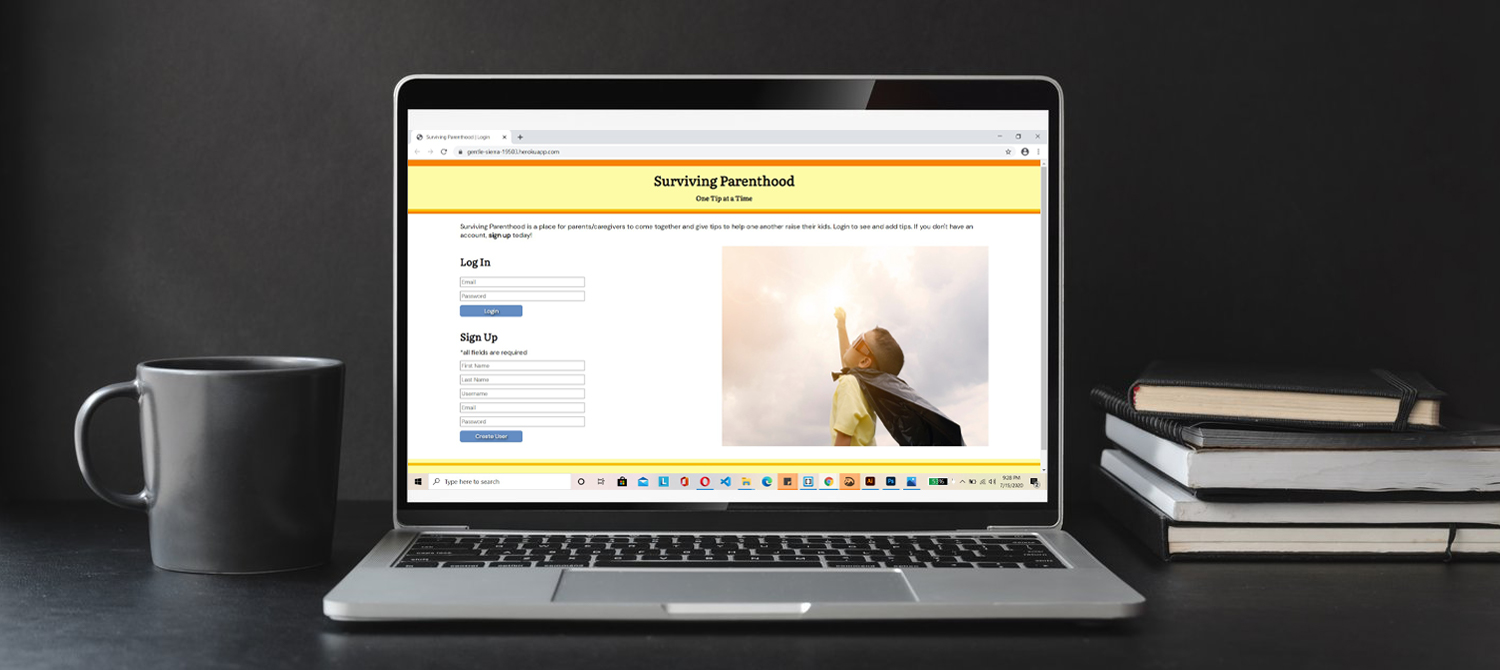 Surviving Parenthood | Login
gentle-sierra-19503.herokuapp.com
Surviving Parenthood
One Tip at a Time
Surviving Parenthood is a place for parents/caregivers to come together and give tips to help one another raise their kids. Login to see and add tips. If you don't have an
account, sign up today!
Log In
Email
Password
Login
Sign Up
*all fields are required
First Name
Last Name
Username
Email
Password
Create User
Type here to search
53%
9:28 PM
7/15/2020